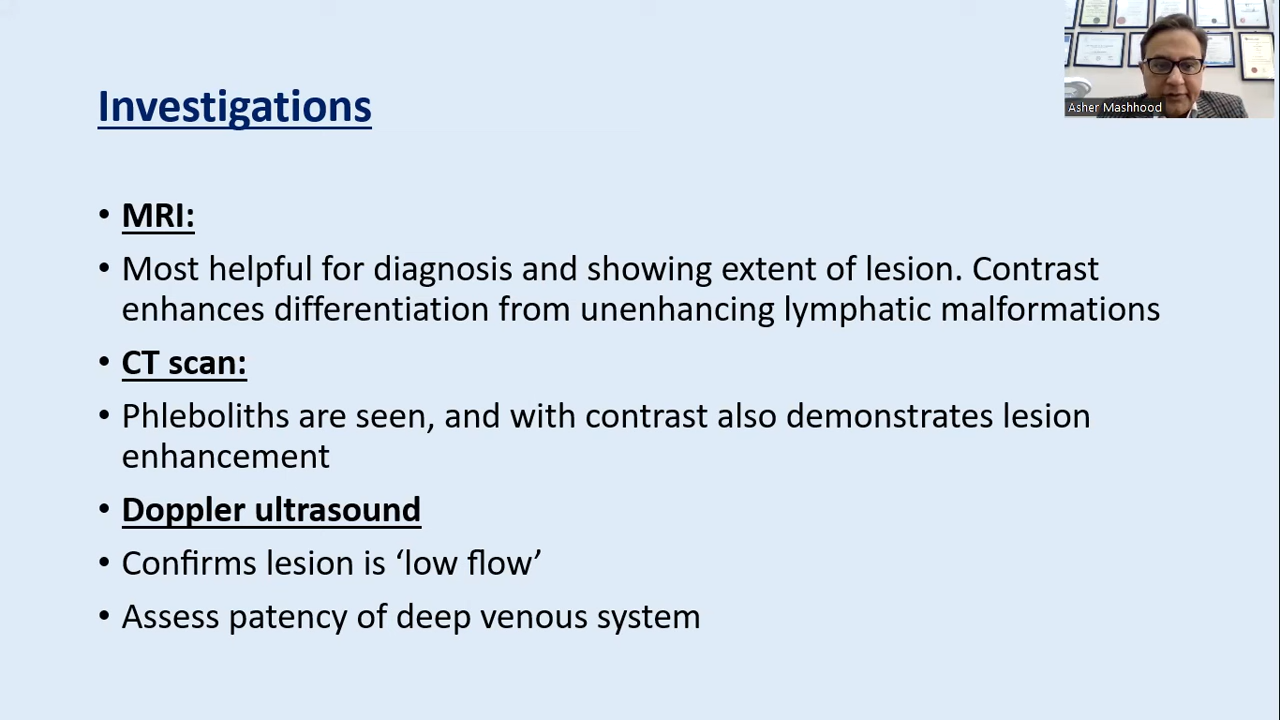 Asher Mashhood
Investigations
• MRI:
• Most helpful for diagnosis and showing extent of lesion. Contrast
enhances differentiation from unenhancing lymphatic malformations
• CT scan:
• Phleboliths are seen, and with contrast also demonstrates lesion
enhancement
• Doppler ultrasound
• Confirms lesion is ‘low flow’
• Assess patency of deep venous system